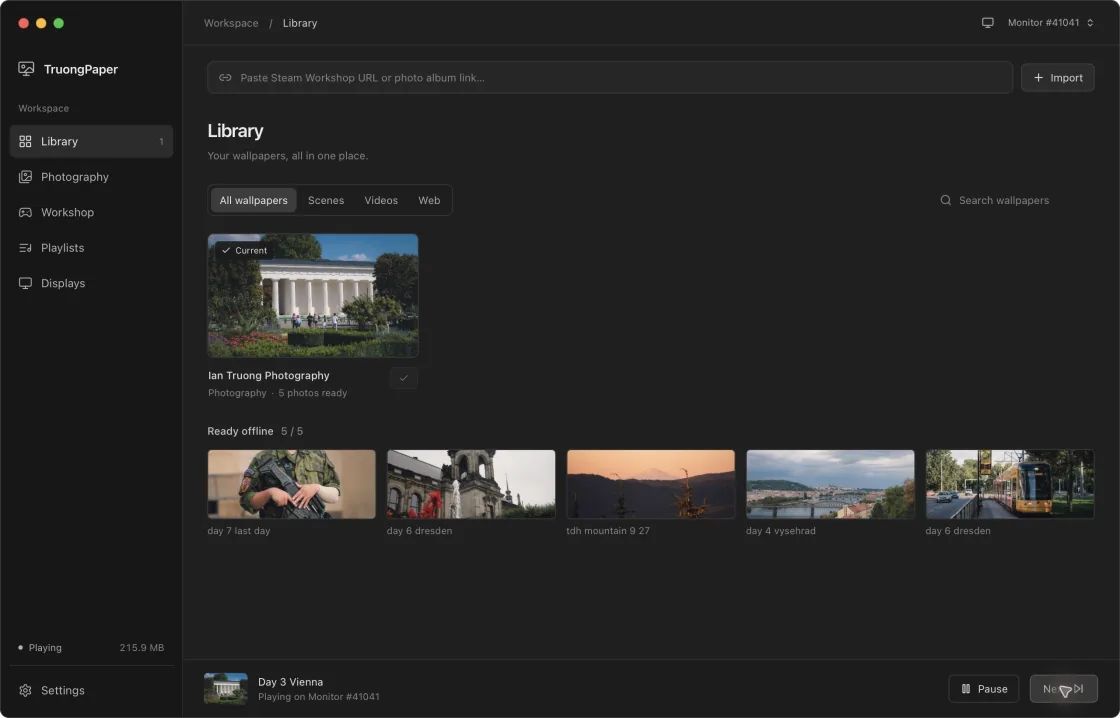 Workspace / Library
Monitor #41041
TruongPaper
Workspace
Library 1
Photography
Workshop
Playlists
Displays
Playing 215.9 MB
Settings
Paste Steam Workshop URL or photo album link...
Import
Library
Your wallpapers, all in one place.
All wallpapers Scenes Videos Web
Search wallpapers
Current
Ian Truong Photography
Photography · 5 photos ready
Ready offline 5 / 5
day 7 last day
day 6 dresden
tdh mountain 9 27
day 4 vysehrad
day 6 dresden
Day 3 Vienna
Playing on Monitor #41041
Pause